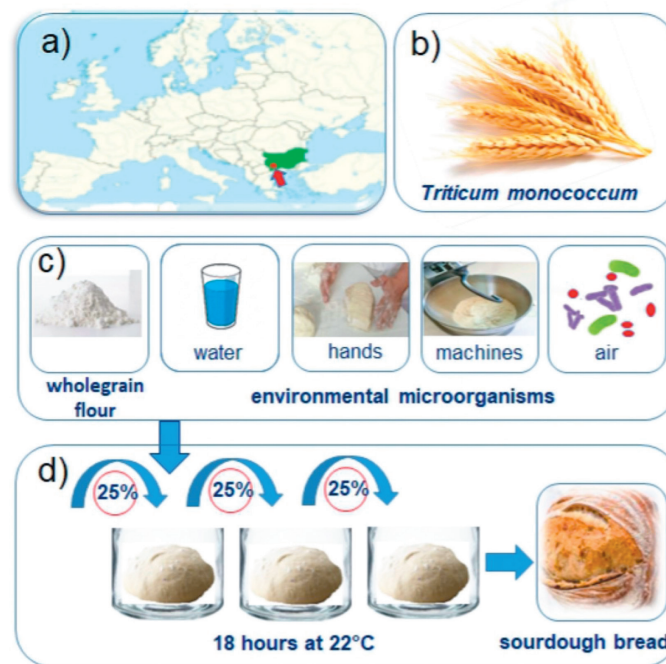 a)
b)
Triticum monococcum
c)
water
hands
machines
air
wholegrain
flour
environmental microorganisms
d)
25%
25%
25%
18 hours at 22°C
sourdough bread